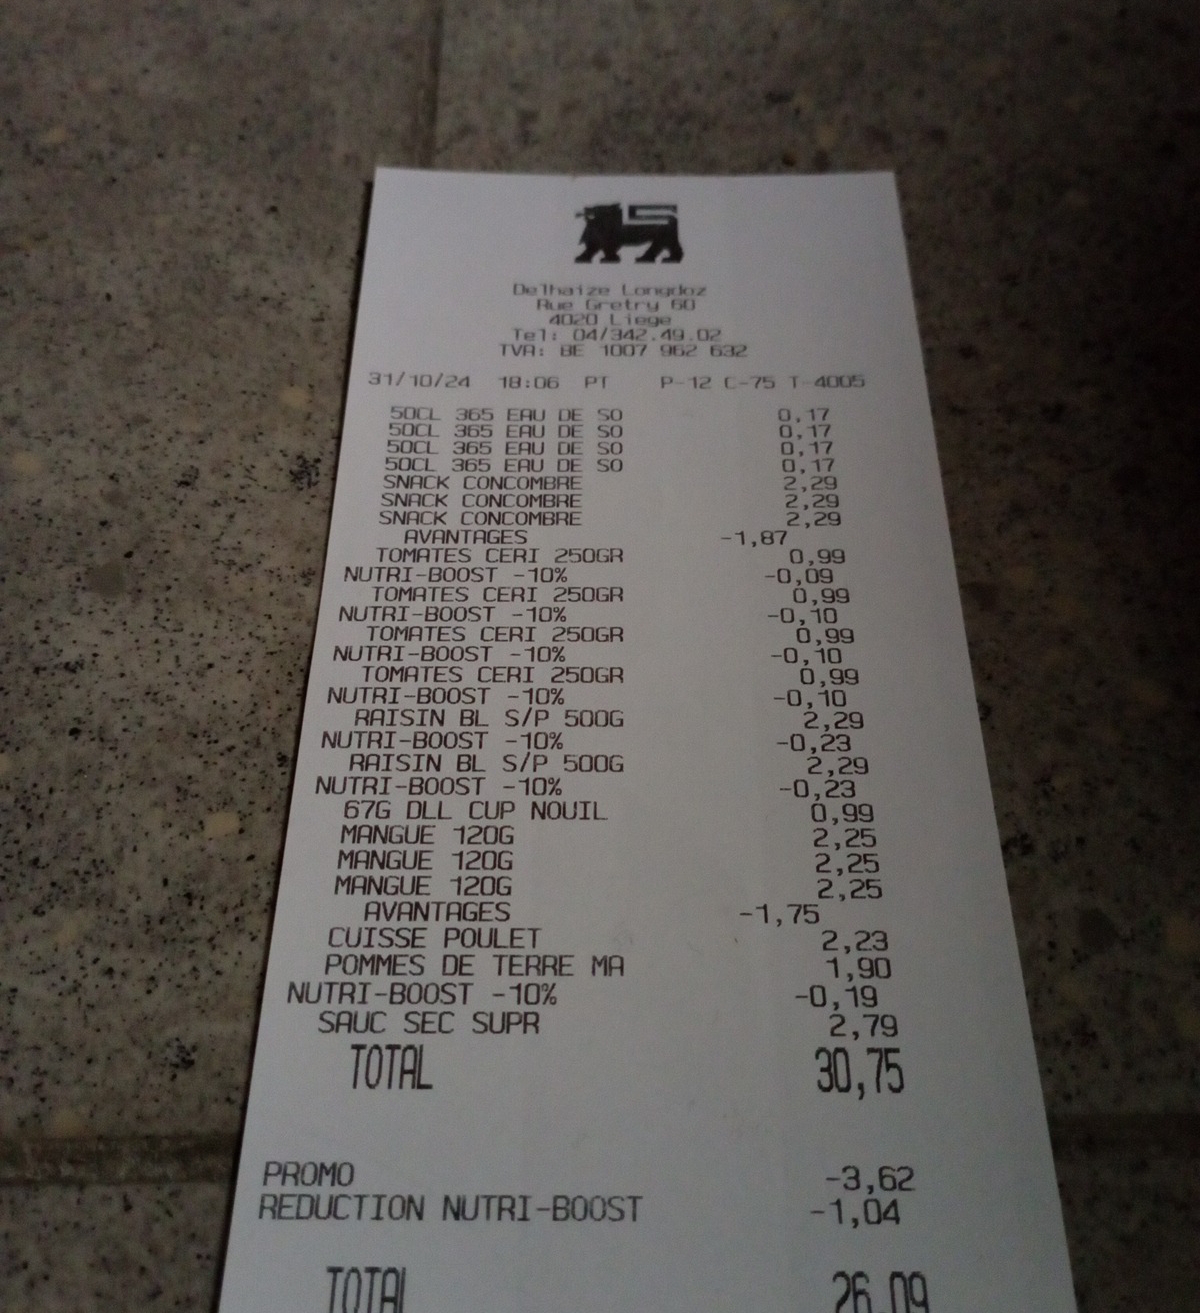 Delhaize Longdoz
Rue Gretry 60
4020 Liege
Tel: 04/342.49.02
TVA: BE 1007 962 632
31/10/24 18:06 PT P-12 C-75 T-4005
50CL 365 EAU DE SO 0,17
50CL 365 EAU DE SO 0,17
50CL 365 EAU DE SO 0,17
50CL 365 EAU DE SO 0,17
SNACK CONCOMBRE 2,29
SNACK CONCOMBRE 2,29
SNACK CONCOMBRE 2,29
AVANTAGES -1,87
TOMATES CERI 250GR 0,99
NUTRI-BOOST -10% -0,09
TOMATES CERI 250GR 0,99
NUTRI-BOOST -10% -0,10
TOMATES CERI 250GR 0,99
NUTRI-BOOST -10% -0,10
TOMATES CERI 250GR 0,99
NUTRI-BOOST -10% -0,10
RAISIN BL S/P 500G 2,29
NUTRI-BOOST -10% -0,23
RAISIN BL S/P 500G 2,29
NUTRI-BOOST -10% -0,23
67G DLL CUP NOUIL 0,99
MANGUE 120G 2,25
MANGUE 120G 2,25
MANGUE 120G 2,25
AVANTAGES -1,75
CUISSE POULET 2,23
POMMES DE TERRE MA 1,90
NUTRI-BOOST -10% -0,19
SAUC SEC SUPR 2,79
TOTAL 30,75
PROMO -3,62
REDUCTION NUTRI-BOOST -1,04
TOTAL 26,09